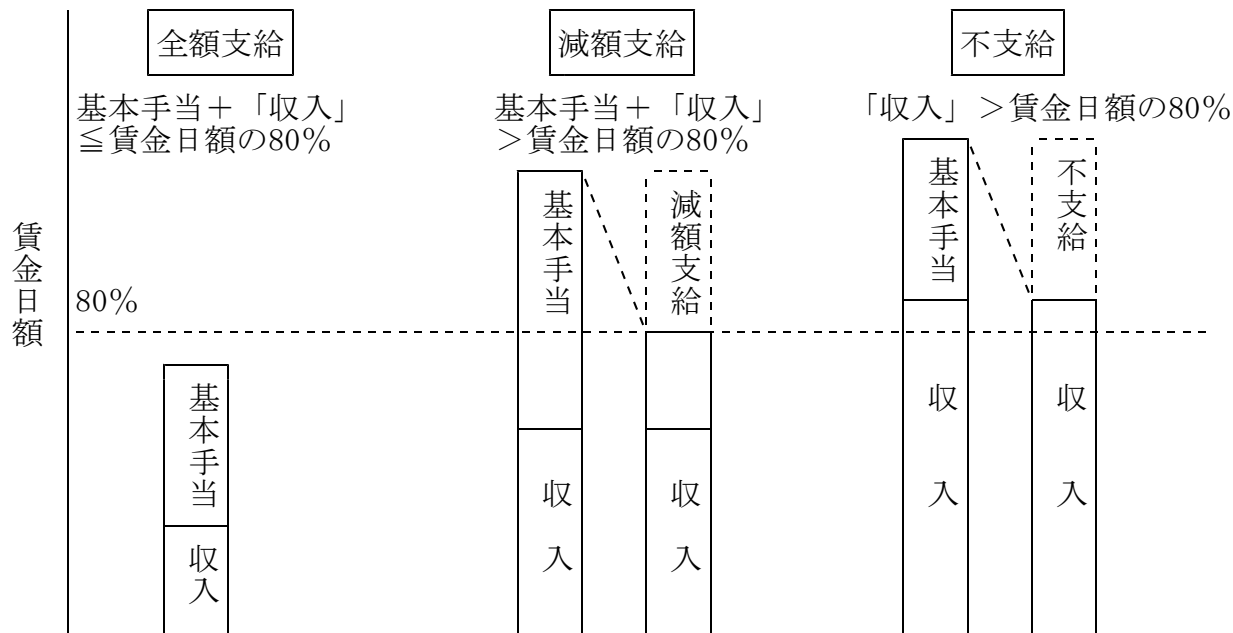 全額支給
基本手当＋「収入」
≦賃金日額の80％
減額支給
基本手当＋「収入」
＞賃金日額の80％
不支給
「収入」＞賃金日額の80％
賃金日額
80％
基本手当
収入
基本手当
収入
減額支給
収入
基本手当
収入
不支給
収入